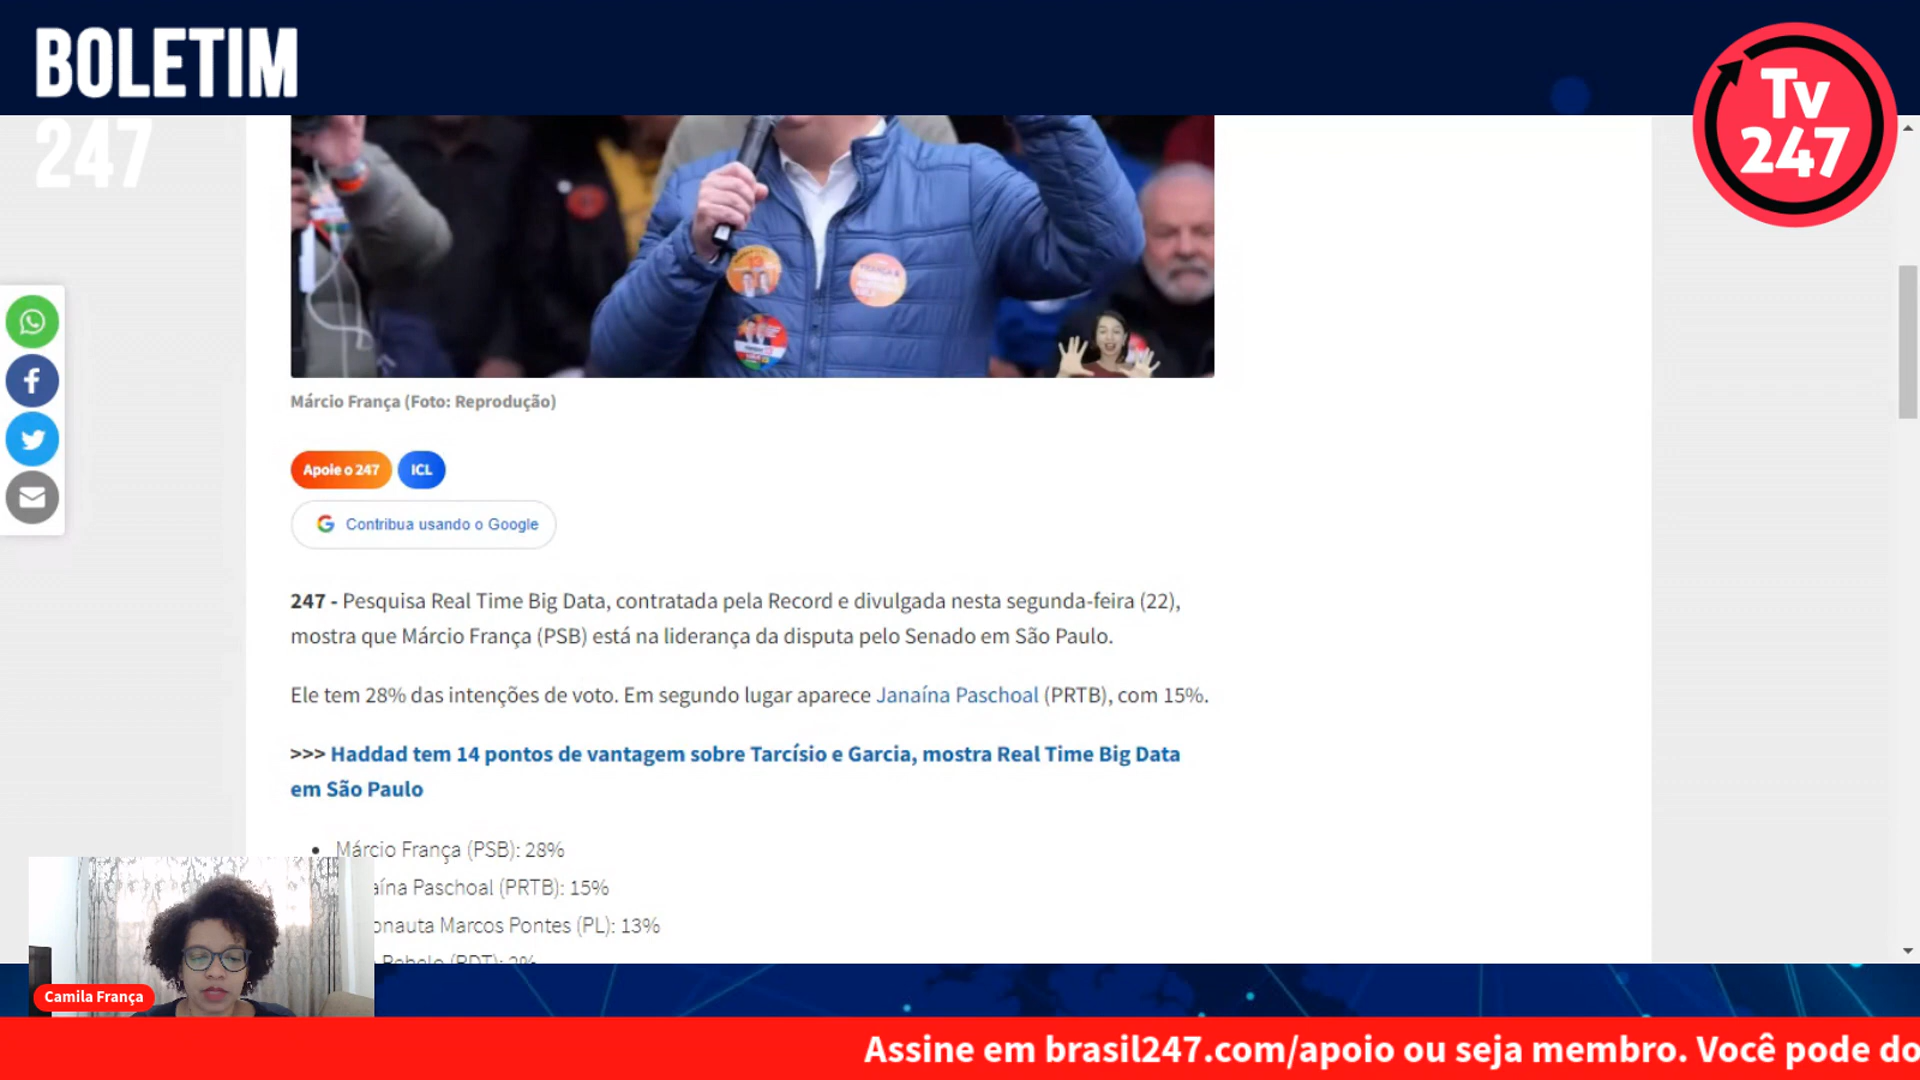 BOLETIM
247
Tv
247
Márcio França (Foto: Reprodução)
Apoie o 247
ICL
Contribua usando o Google
247 - Pesquisa Real Time Big Data, contratada pela Record e divulgada nesta segunda-feira (22),
mostra que Márcio França (PSB) está na liderança da disputa pelo Senado em São Paulo.
Ele tem 28% das intenções de voto. Em segundo lugar aparece Janaína Paschoal (PRTB), com 15%.
>>> Haddad tem 14 pontos de vantagem sobre Tarcísio e Garcia, mostra Real Time Big Data
em São Paulo
• Márcio França (PSB): 28%
aína Paschoal (PRTB): 15%
onauta Marcos Pontes (PL): 13%
Rebelo (PDT):
Camila França
Assine em brasil247.com/apoio ou seja membro. Você pode do